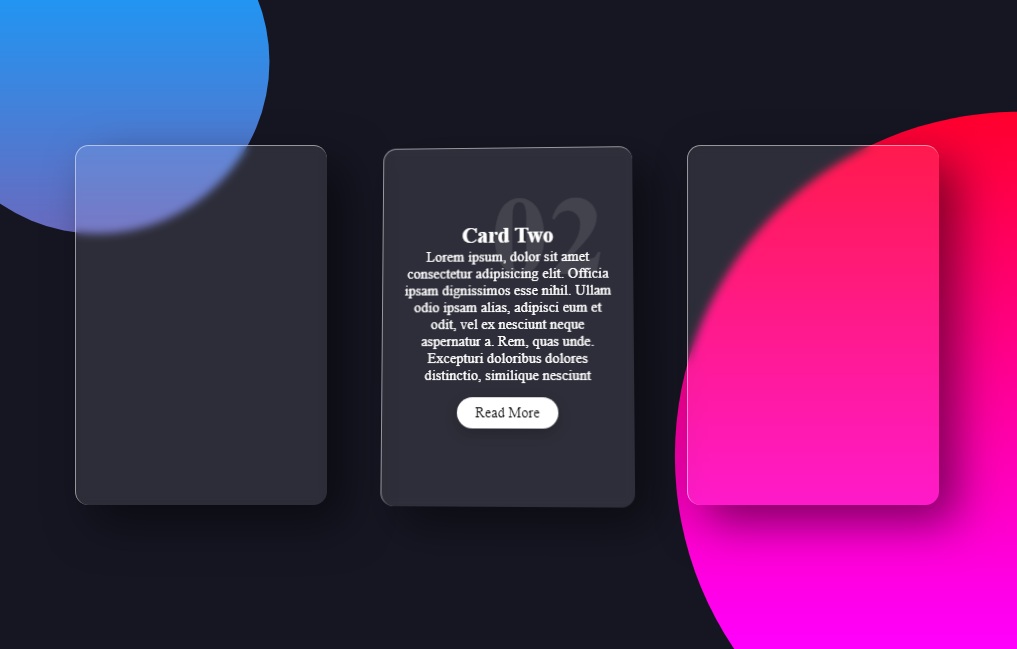 02
Card Two
Lorem ipsum, dolor sit amet
consectetur adipisicing elit. Officia
ipsam dignissimos esse nihil. Ullam
odio ipsam alias, adipisci eum et
odit, vel ex nesciunt neque
aspernatur a. Rem, quas unde.
Excepturi doloribus dolores
distinctio, similique nesciunt
Read More